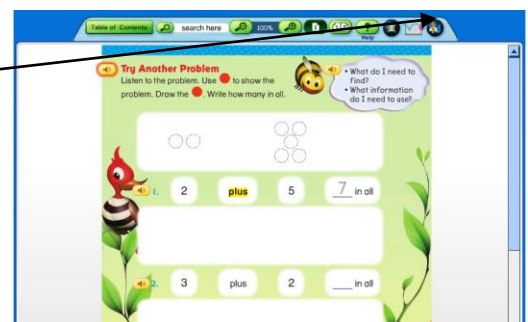 Table of Contents search here 100%
Help
Try Another Problem
Listen to the problem. Use to show the
problem. Draw the . Write how many in all.
• What do I need to
find?
• What information
do I need to use?
1. 2 plus 5 7 in all
2. 3 plus 2 ___ in all